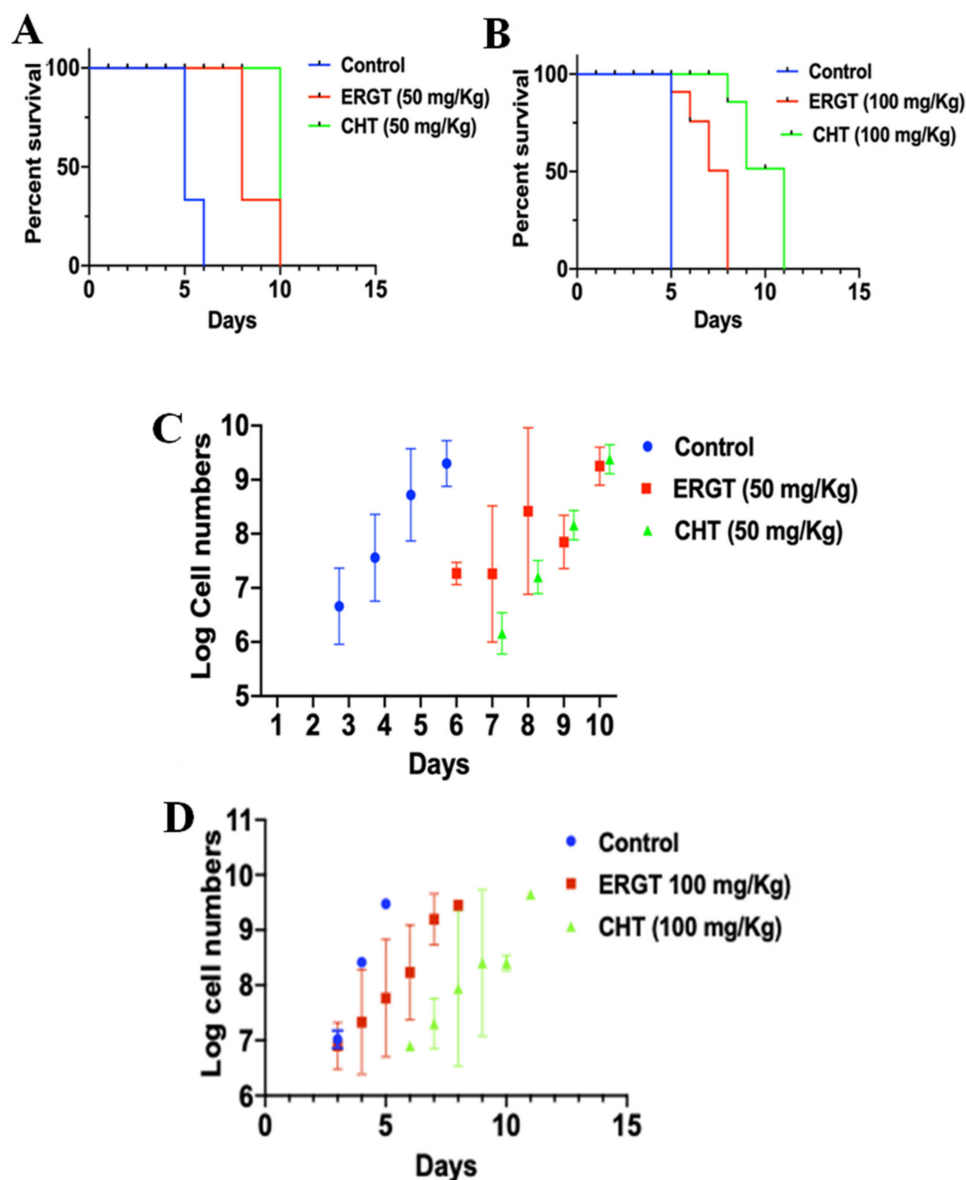 A
Percent survival
100
50
0
0
5
10
15
Days
Control
ERGT (50 mg/Kg)
CHT (50 mg/Kg)
B
Percent survival
100
50
0
0
5
10
15
Days
Control
ERGT (100 mg/Kg)
CHT (100 mg/Kg)
C
Log Cell numbers
10
9
8
7
6
5
1 2 3 4 5 6 7 8 9 10
Days
Control
ERGT (50 mg/Kg)
CHT (50 mg/Kg)
D
Log cell numbers
11
10
9
8
7
6
0
5
10
15
Days
Control
ERGT 100 mg/Kg)
CHT (100 mg/Kg)